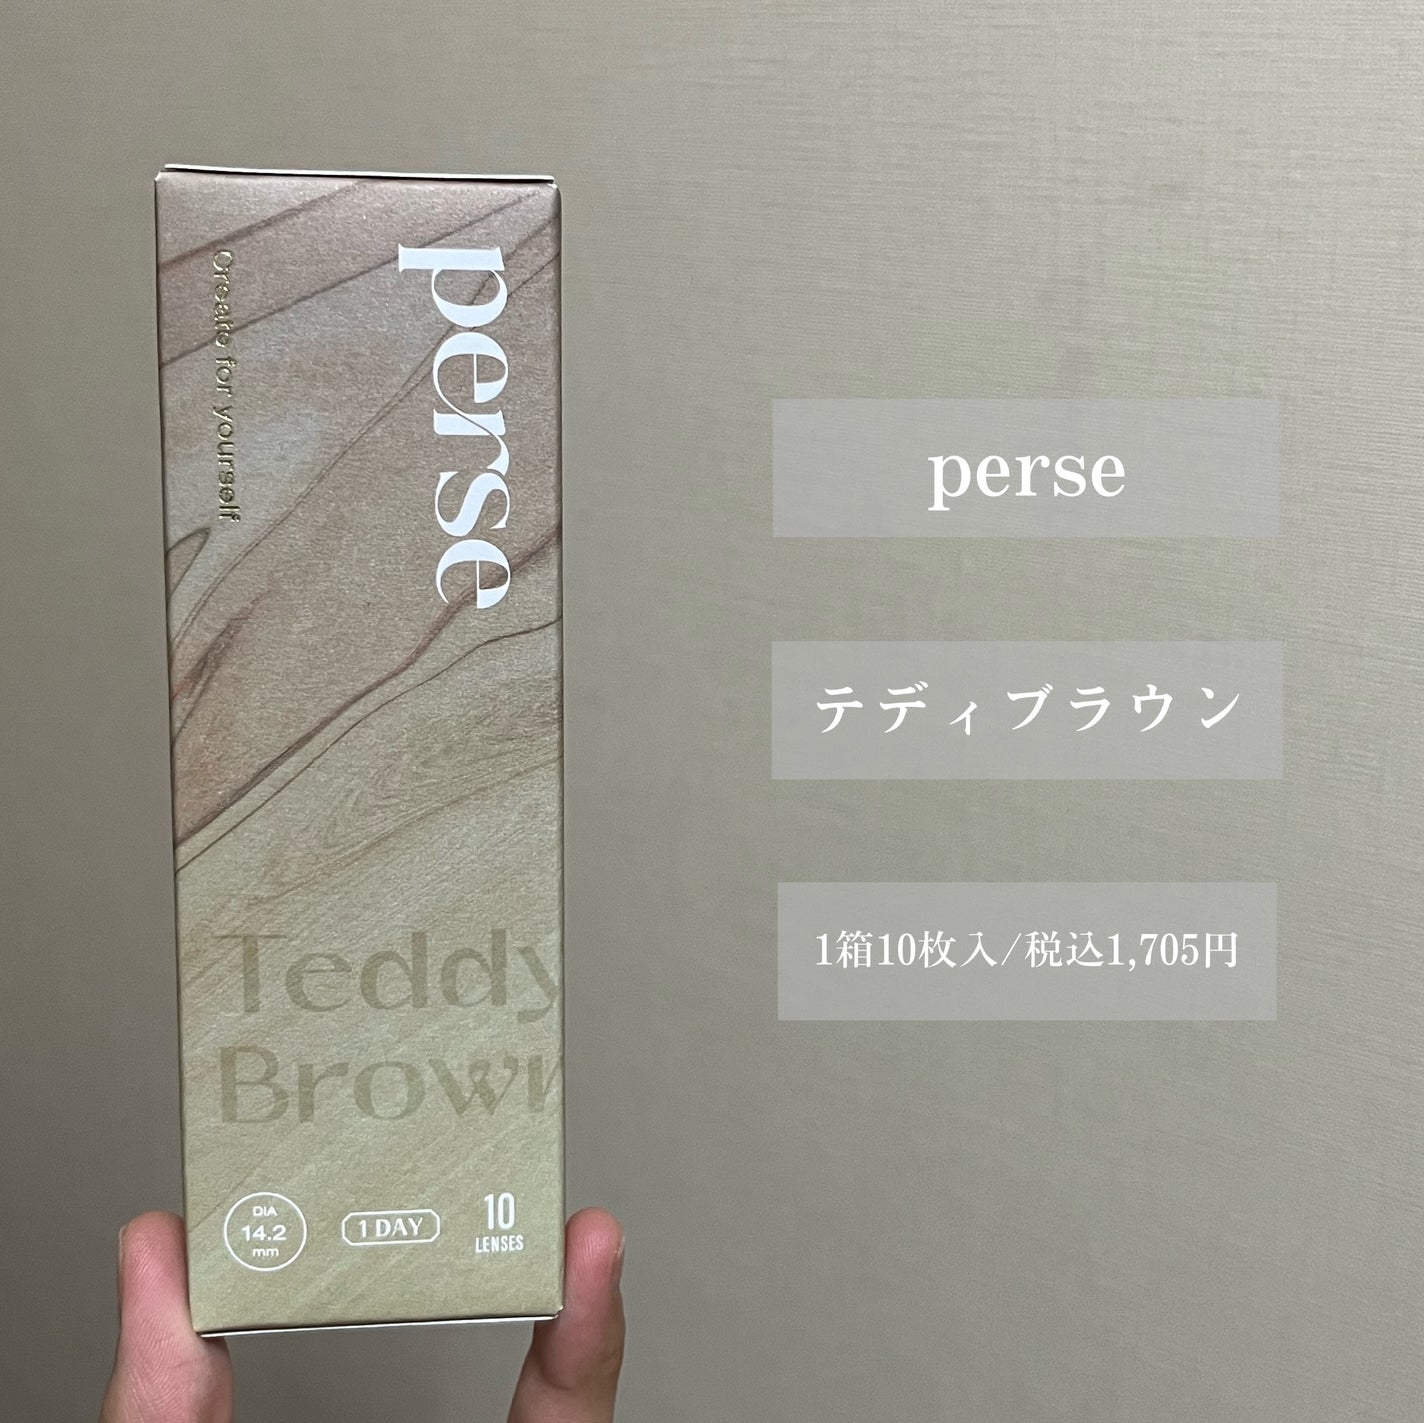 perse
Create for yourself
Teddy
Brown
DIA
14.2
mm
1 DAY
10
LENSES
perse
テディブラウン
1箱10枚入/税込1,705円